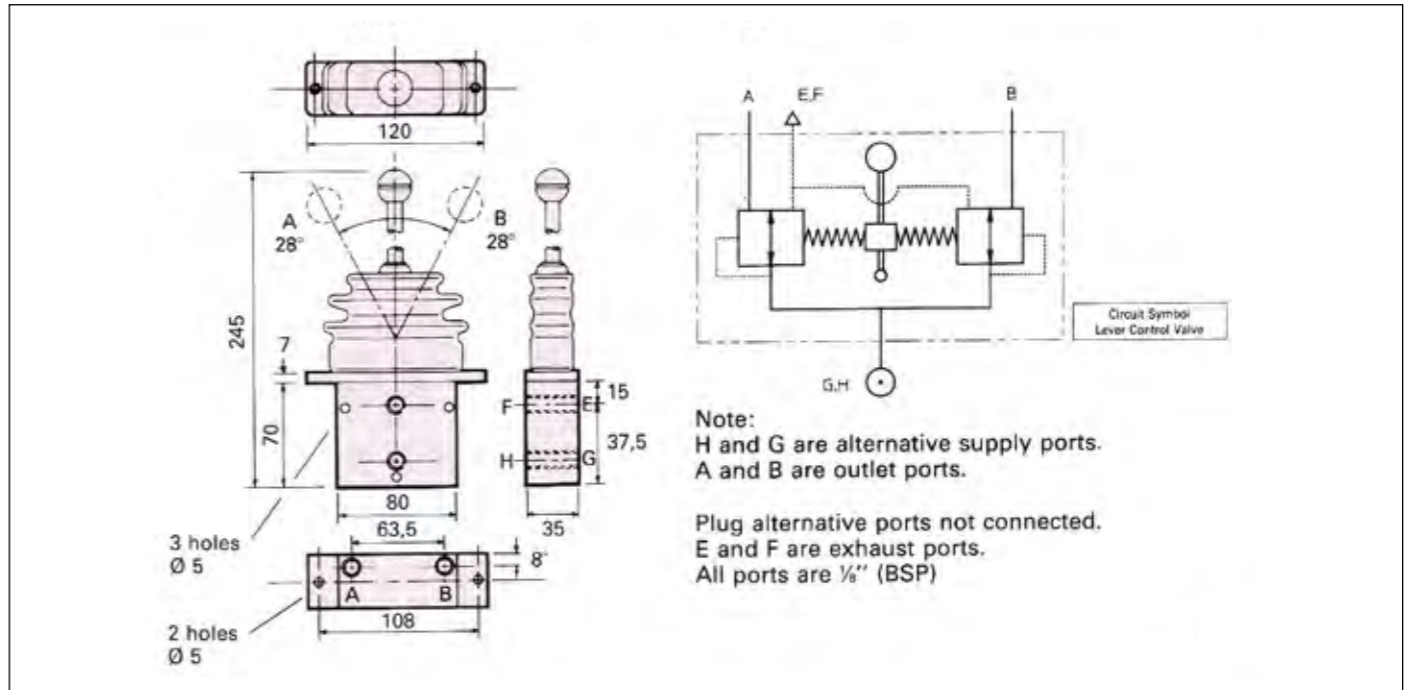 120
A
28°
B
28°
245
7
70
F
E
15
H
G
37,5
80
63,5
35
3 holes
Ø 5
8
A
B
108
2 holes
Ø 5
A
E,F
B
Circuit Symbol
Lever Control Valve
G,H
Note:
H and G are alternative supply ports.
A and B are outlet ports.
Plug alternative ports not connected.
E and F are exhaust ports.
All ports are ⅛″ (BSP)